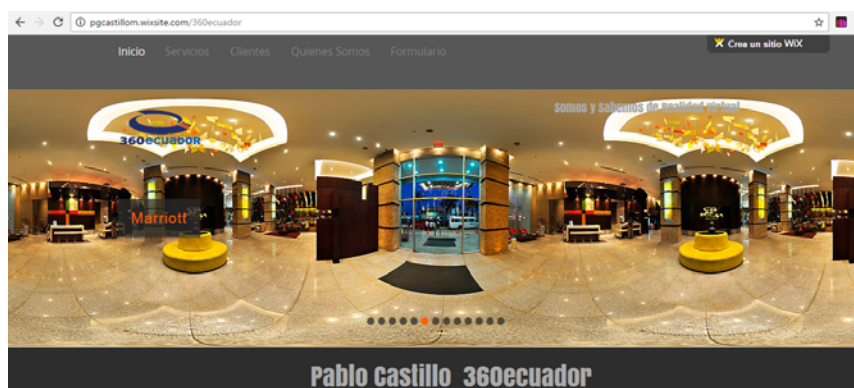 pgcastillom.wixsite.com/360ecuador
Inicio Servicios Clientes Quienes Somos Formulario
Crea un sitio WiX
Somos y Sabemos de Realidad Virtual
360ecuador
Marriott
Pablo Castillo 360ecuador